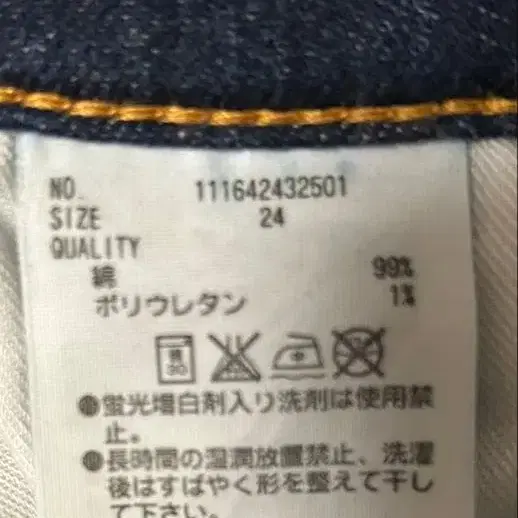 NO. 111642432501
SIZE 24
QUALITY
綿 99%
ポリウレタン 1%
弱
30
●蛍光増白剤入り洗剤は使用禁
止。
●長時間の湿潤放置禁止、洗濯
後はすばやく形を整えて干し
て下さい。